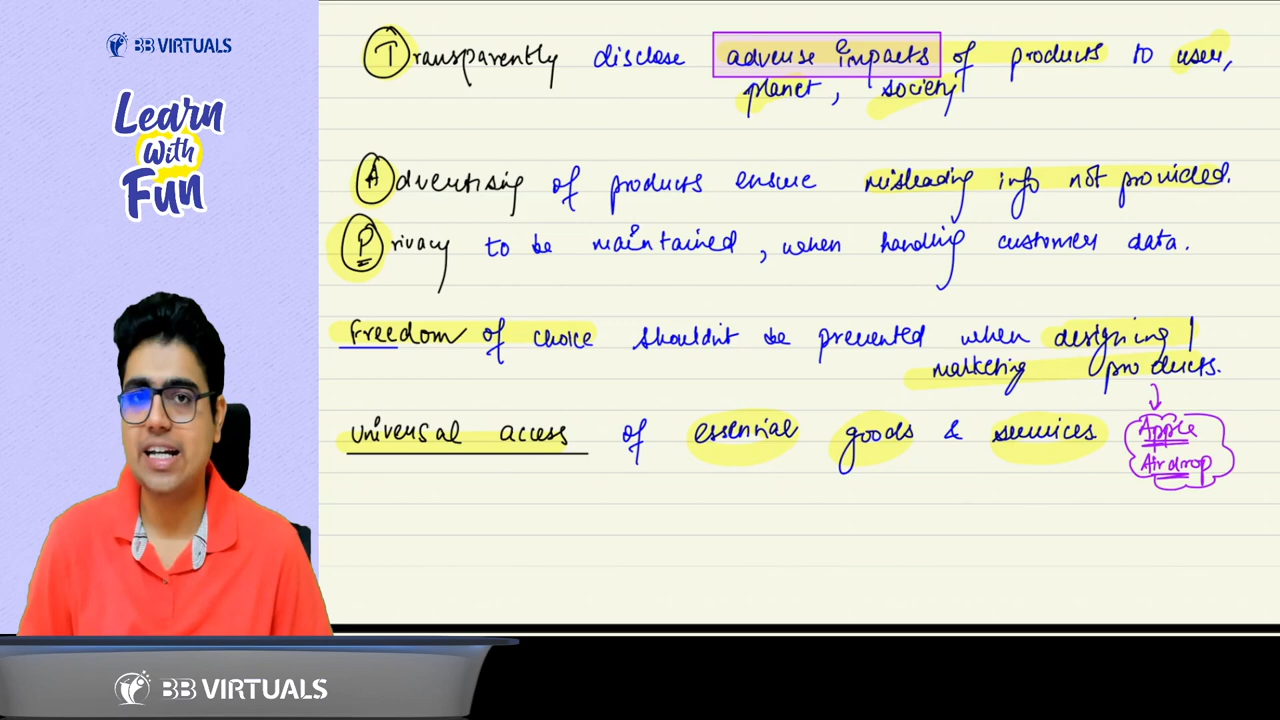 BB VIRTUALS
Learn
With
Fun
Transparently disclose adverse impacts of products to user,
planet, society
Advertising of products ensure misleading info not provided.
Privacy to be maintained, when handling customer data.
Freedom of choice shouldn't be prevented when designing /
marketing products.
Universal access of essential goods & services
Apple
Airdrop
BB VIRTUALS